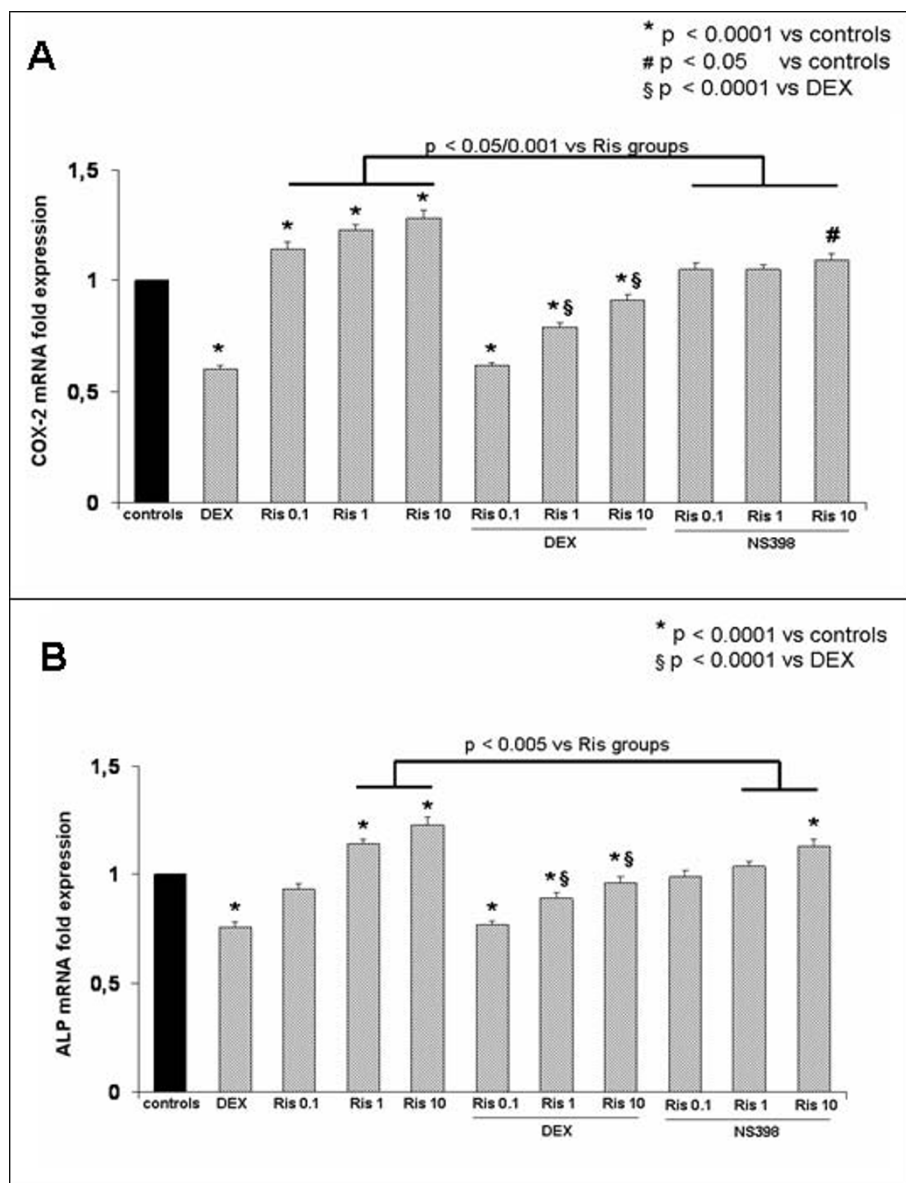 A
* p < 0.0001 vs controls
# p < 0.05 vs controls
§ p < 0.0001 vs DEX
p < 0.05/0.001 vs Ris groups
COX-2 mRNA fold expression
1,5
1
0,5
0
* * * * * *§ *§ #
controls DEX Ris 0.1 Ris 1 Ris 10 Ris 0.1 Ris 1 Ris 10 Ris 0.1 Ris 1 Ris 10
DEX NS398
B
* p < 0.0001 vs controls
§ p < 0.0001 vs DEX
p < 0.005 vs Ris groups
ALP mRNA fold expression
1,5
1
0,5
0
* * * * *§ *§ *
controls DEX Ris 0.1 Ris 1 Ris 10 Ris 0.1 Ris 1 Ris 10 Ris 0.1 Ris 1 Ris 10
DEX NS398